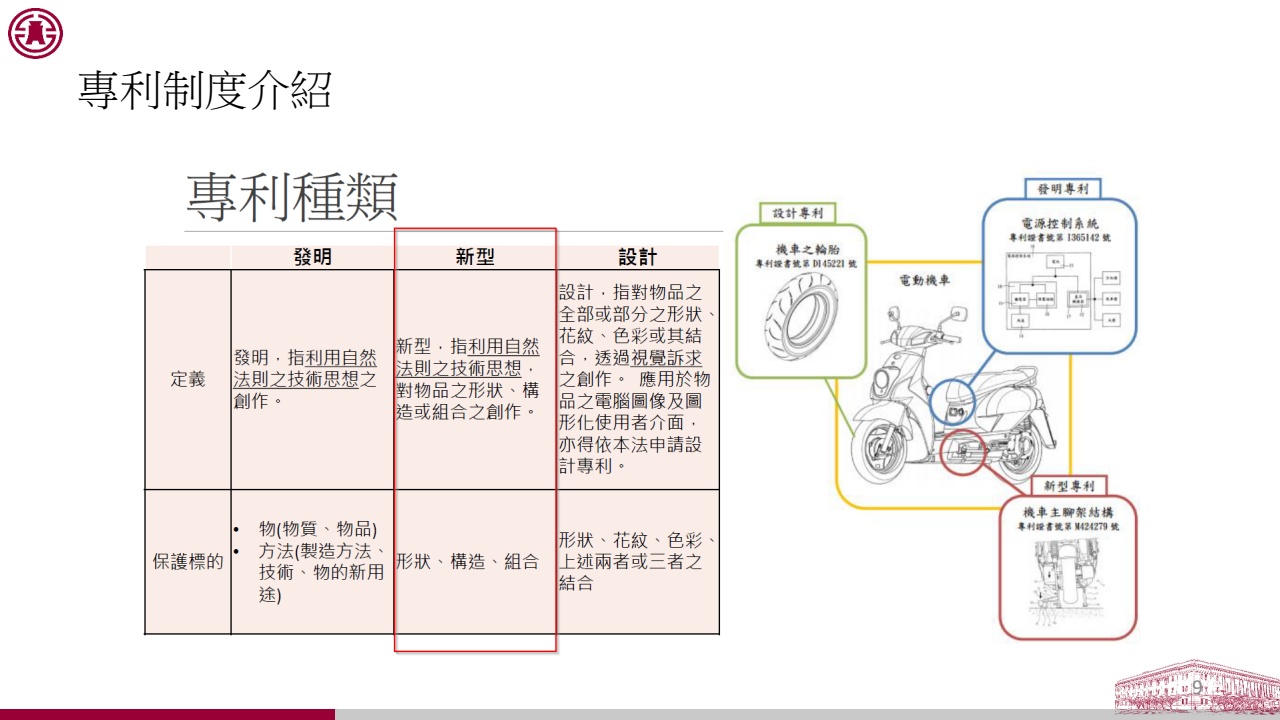 專利制度介紹
專利種類
發明 新型 設計
定義
發明，指利用自然
法則之技術思想之
創作。
新型，指利用自然
法則之技術思想，
對物品之形狀、構
造或組合之創作。
設計，指對物品之
全部或部分之形狀、
花紋、色彩或其結
合，透過視覺訴求
之創作。 應用於物
品之電腦圖像及圖
形化使用者介面，
亦得依本法申請設
計專利。
保護標的
• 物(物質、物品)
• 方法(製造方法、
技術、物的新用
途)
形狀、構造、組合
形狀、花紋、色彩、
上述兩者或三者之
結合
設計專利
機車之輪胎
專利證書號第 D145221 號
電動機車
發明專利
電源控制系統
專利證書號第 I365142 號
新型專利
機車主腳架結構
專利證書號第 M424279 號
9